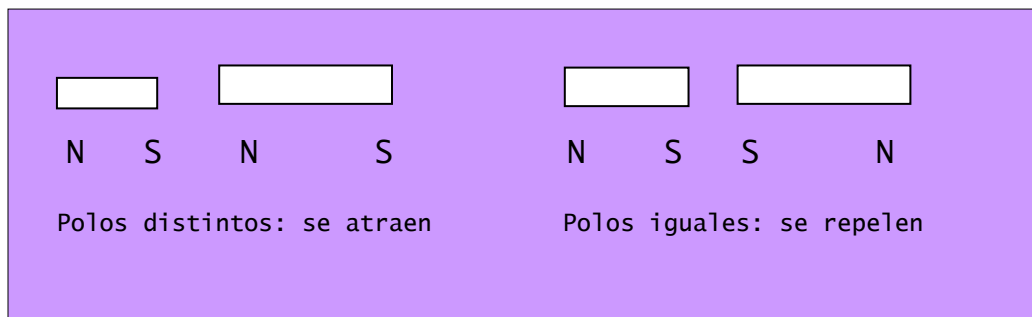 N S N S N S S N
Polos distintos: se atraen Polos iguales: se repelen